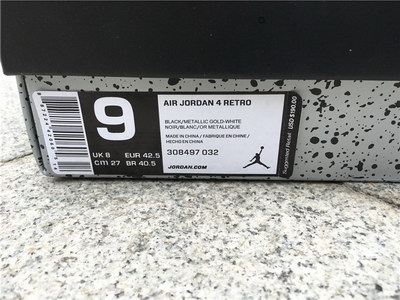 9
UK 8 EUR 42.5
CM 27 BR 40.5
AIR JORDAN 4 RETRO
BLACK/METALLIC GOLD-WHITE
NOIR/BLANC/OR METALLIQUE
MADE IN CHINA / FABRIQUE EN CHINE /
HECHO EN CHINA
308497 032
JORDAN.COM
Suggested Retail USD $190.00